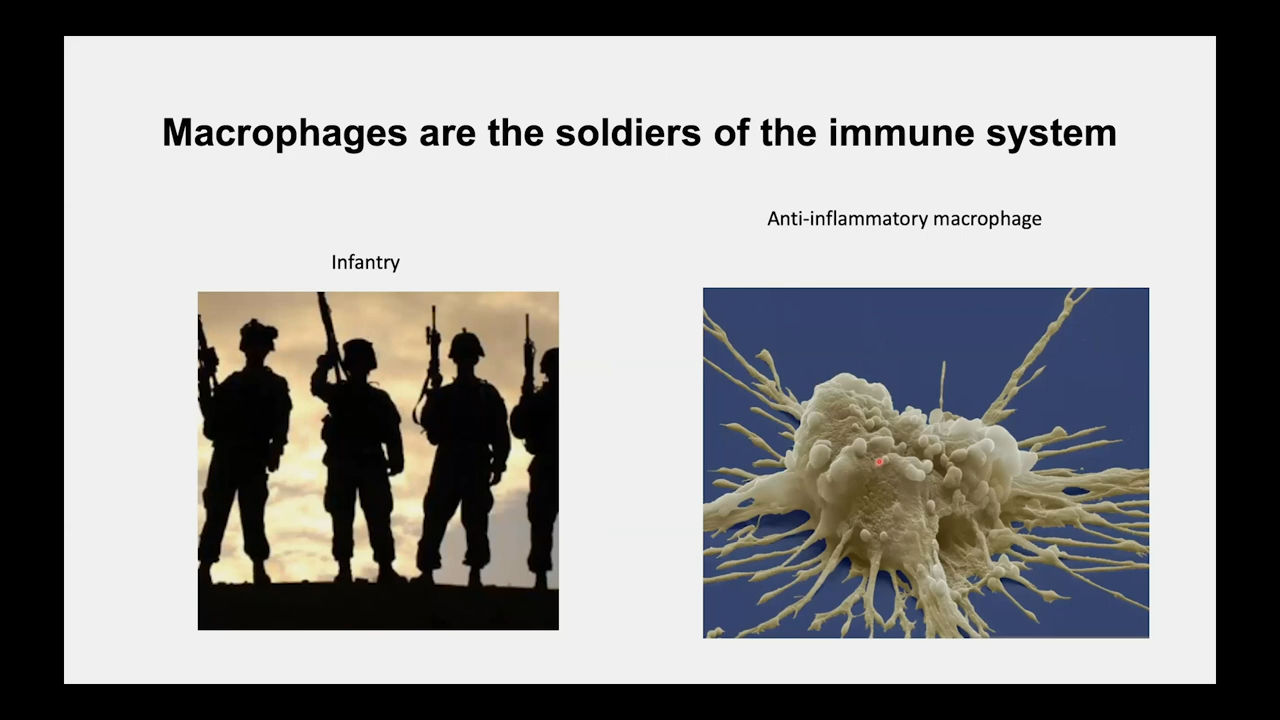 Macrophages are the soldiers of the immune system
Anti-inflammatory macrophage
Infantry